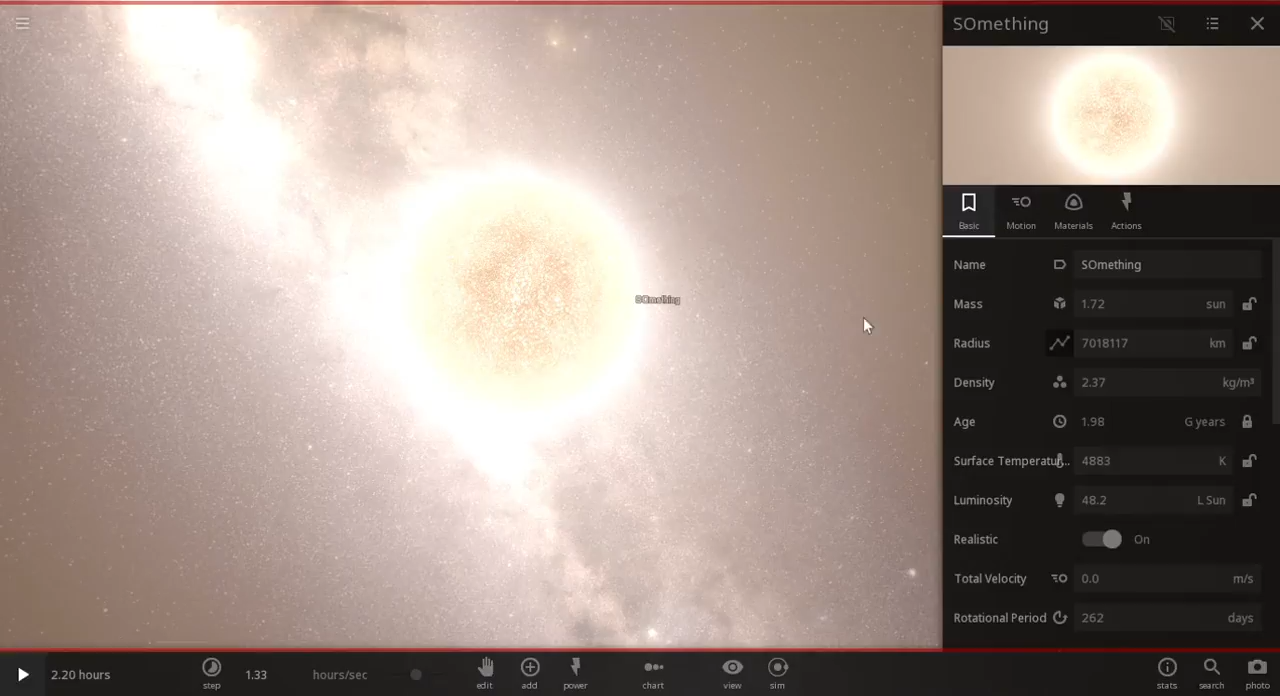 SOmething
SOmething
Basic
Motion
Materials
Actions
Name SOmething
Mass 1.72 sun
Radius 7018117 km
Density 2.37 kg/m³
Age 1.98 G years
Surface Temperatur... 4883 K
Luminosity 48.2 L Sun
Realistic On
Total Velocity 0.0 m/s
Rotational Period 262 days
2.20 hours
step
1.33 hours/sec
edit
add
power
chart
view
sim
stats
search
photo